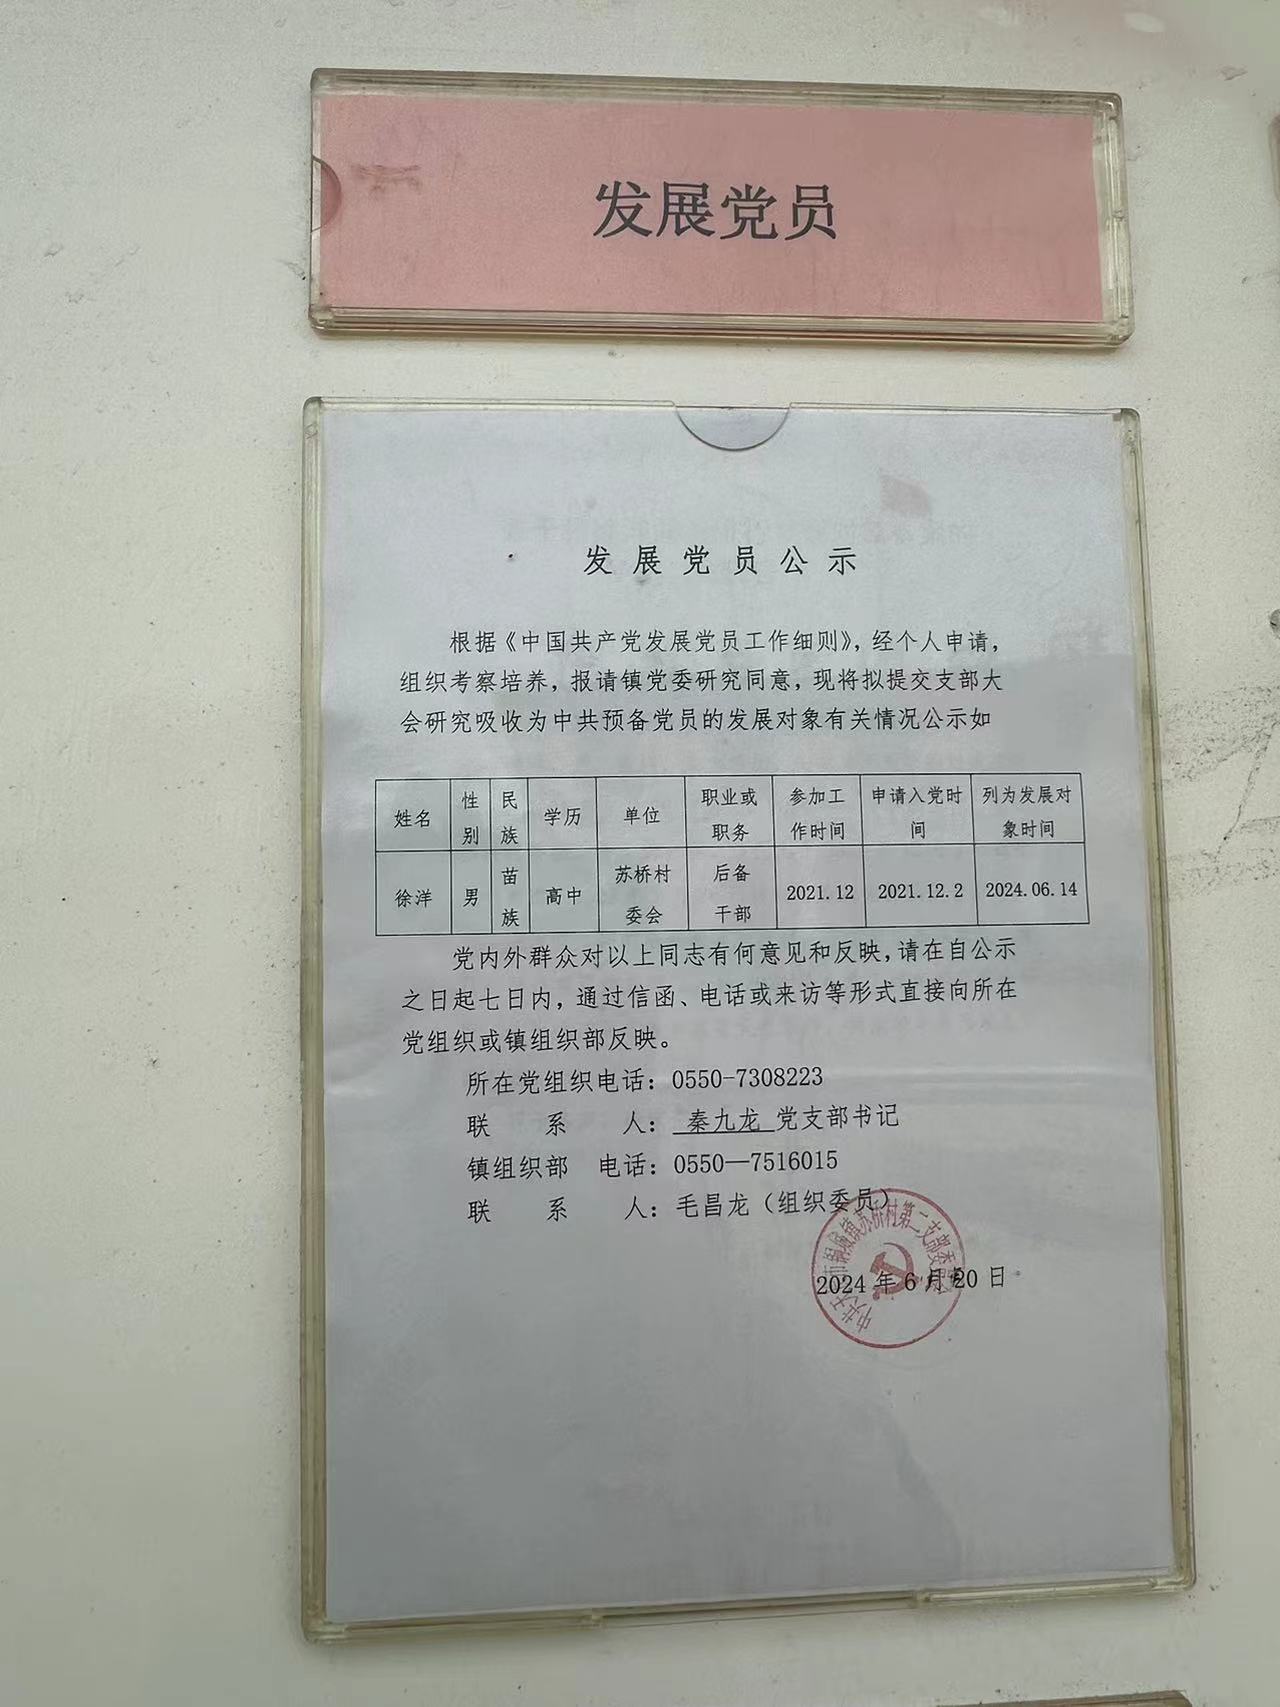 发展党员
发展党员公示
根据《中国共产党发展党员工作细则》，经个人申请，
组织考察培养，报请镇党委研究同意，现将拟提交支部大
会研究吸收为中共预备党员的发展对象有关情况公示如
姓名 性别 民族 学历 单位 职业或职务 参加工作时间 申请入党时间 列为发展对象时间
徐洋 男 苗族 高中 苏桥村委会 后备干部 2021.12 2021.12.2 2024.06.14
党内外群众对以上同志有何意见和反映，请在自公示
之日起七日内，通过信函、电话或来访等形式直接向所在
党组织或镇组织部反映。
所在党组织电话：0550-7308223
联系人：秦九龙 党支部书记
镇组织部 电话：0550—7516015
联系人：毛昌龙（组织委员）
2024年6月20日
镇苏桥村第二支部委员会